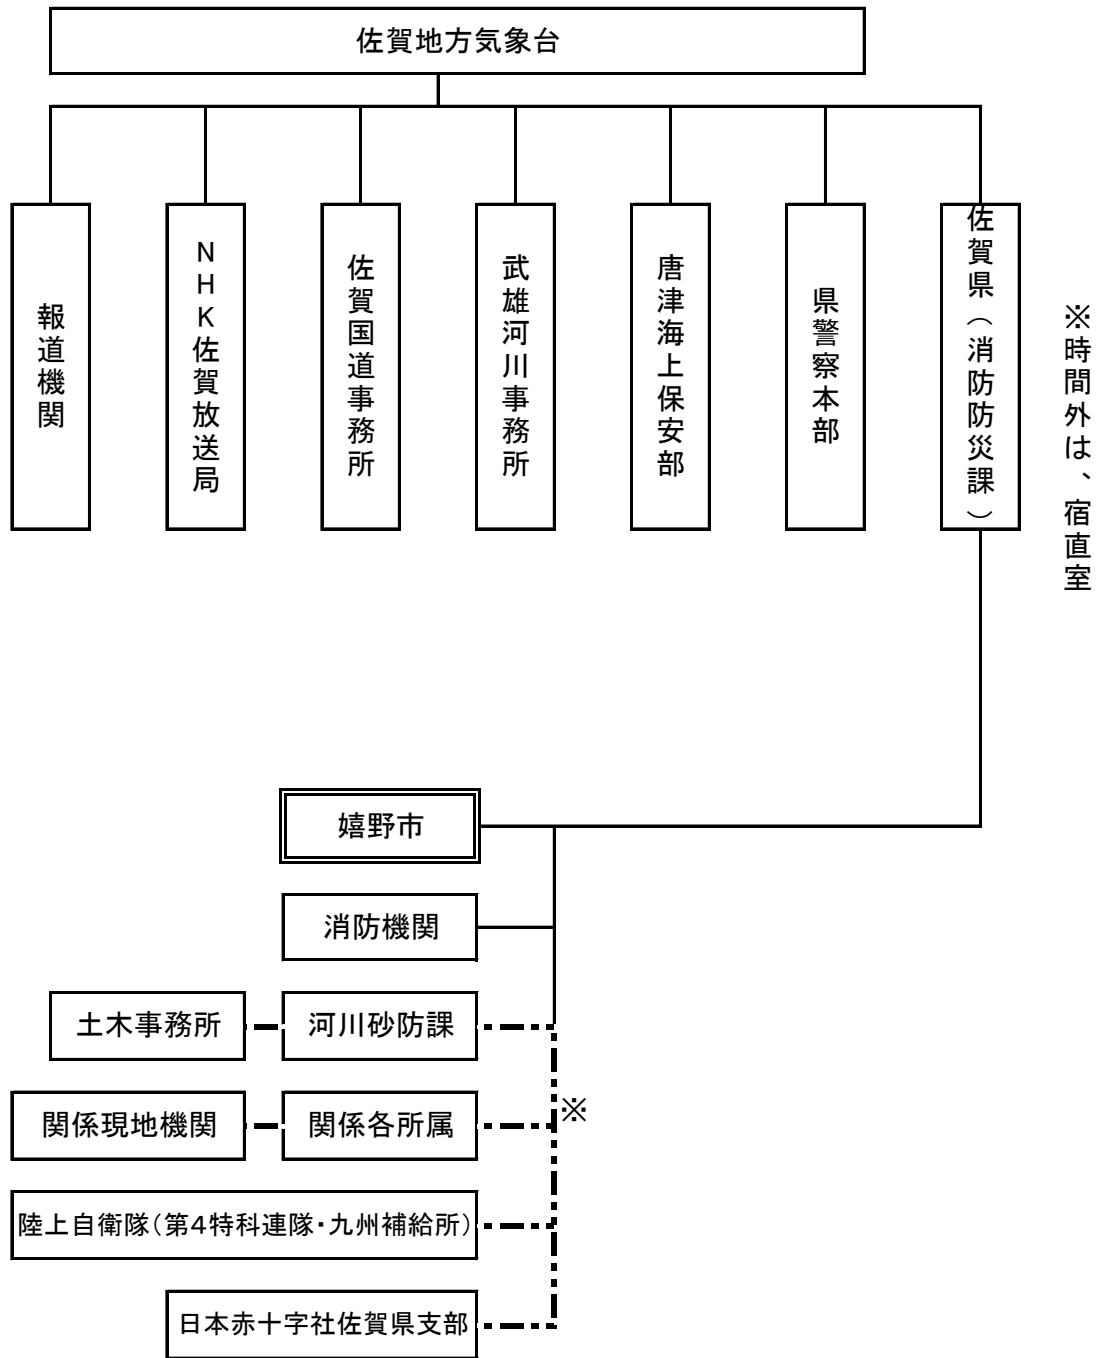 佐賀地方気象台
報道機関
NHK佐賀放送局
佐賀国道事務所
武雄河川事務所
唐津海上保安部
県警察本部
佐賀県(消防防災課)
※時間外は、宿直室
嬉野市
消防機関
土木事務所
河川砂防課
関係現地機関
関係各所属
※
陸上自衛隊(第4特科連隊・九州補給所)
日本赤十字社佐賀県支部